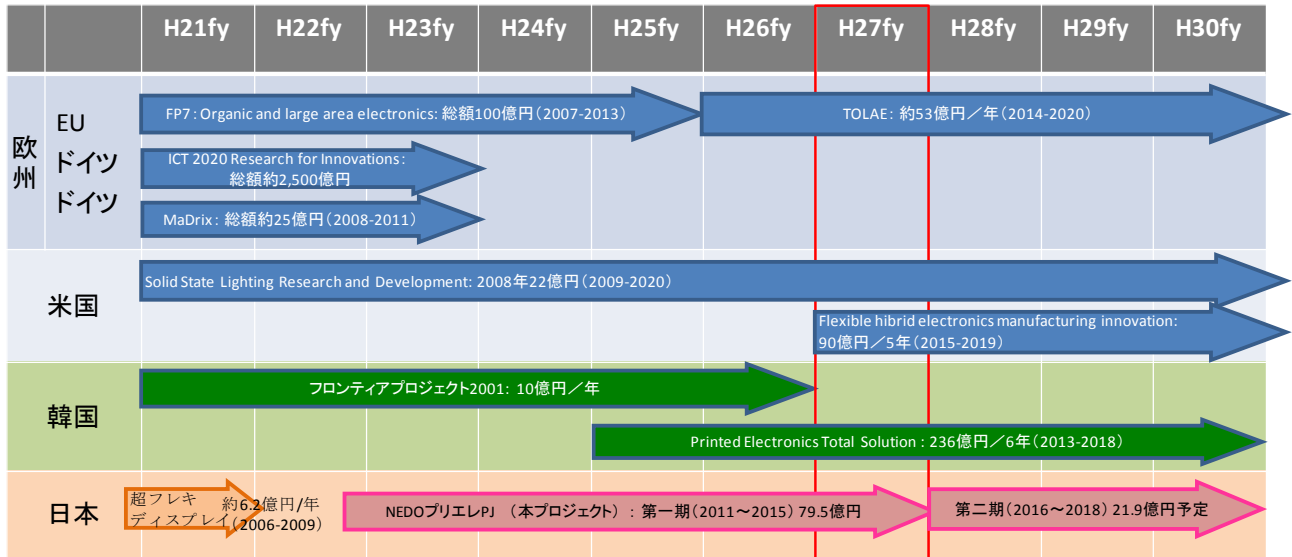 H21fy H22fy H23fy H24fy H25fy H26fy H27fy H28fy H29fy H30fy
欧州
EU
ドイツ
ドイツ
FP7 : Organic and large area electronics: 総額100億円(2007-2013)
TOLAE: 約53億円／年(2014-2020)
ICT 2020 Research for Innovations:
総額約2,500億円
MaDrix: 総額約25億円(2008-2011)
米国
Solid State Lighting Research and Development: 2008年22億円(2009-2020)
Flexible hibrid electronics manufacturing innovation:
90億円／5年(2015-2019)
韓国
フロンティアプロジェクト2001: 10億円／年
Printed Electronics Total Solution : 236億円／6年(2013-2018)
日本
超フレキ
ディスプレイ
約6.2億円/年
(2006-2009)
NEDOプリエレPJ (本プロジェクト) : 第一期(2011～2015) 79.5億円
第二期(2016～2018) 21.9億円予定